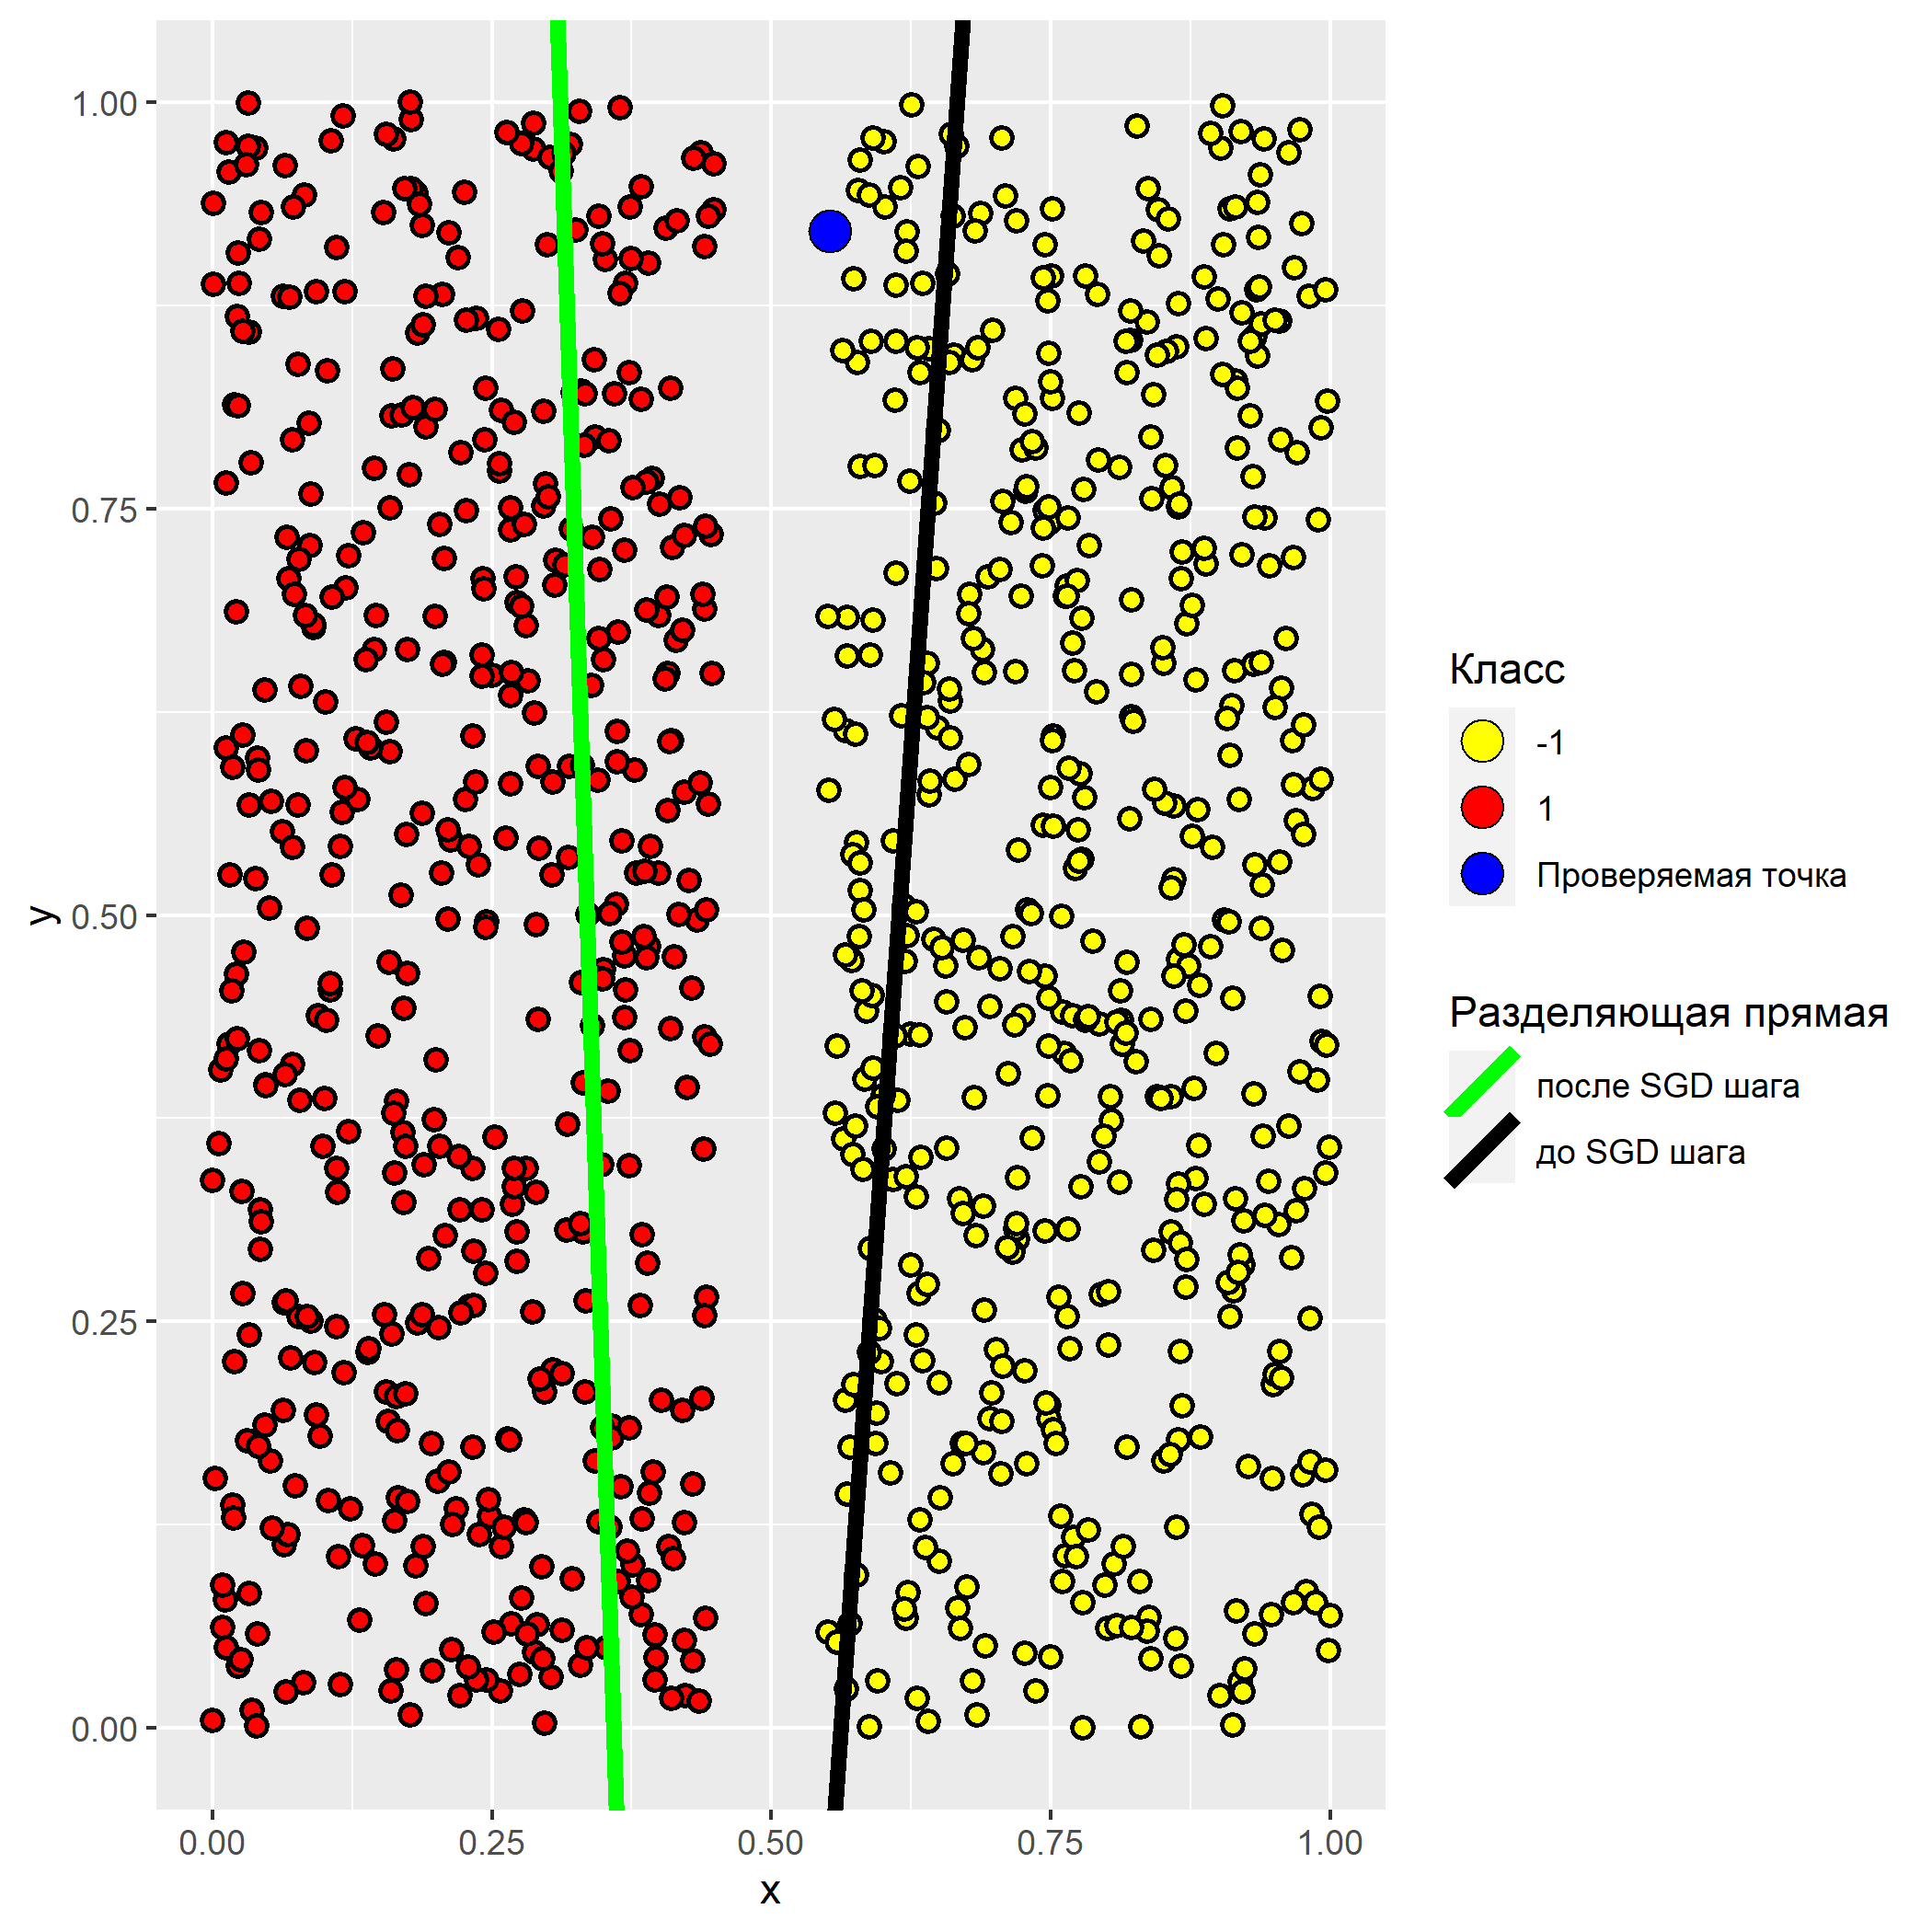 1.00
0.75
0.50
0.25
0.00
y
0.00 0.25 0.50 0.75 1.00
x
Класс
-1
1
Проверяемая точка
Разделяющая прямая
после SGD шага
до SGD шага